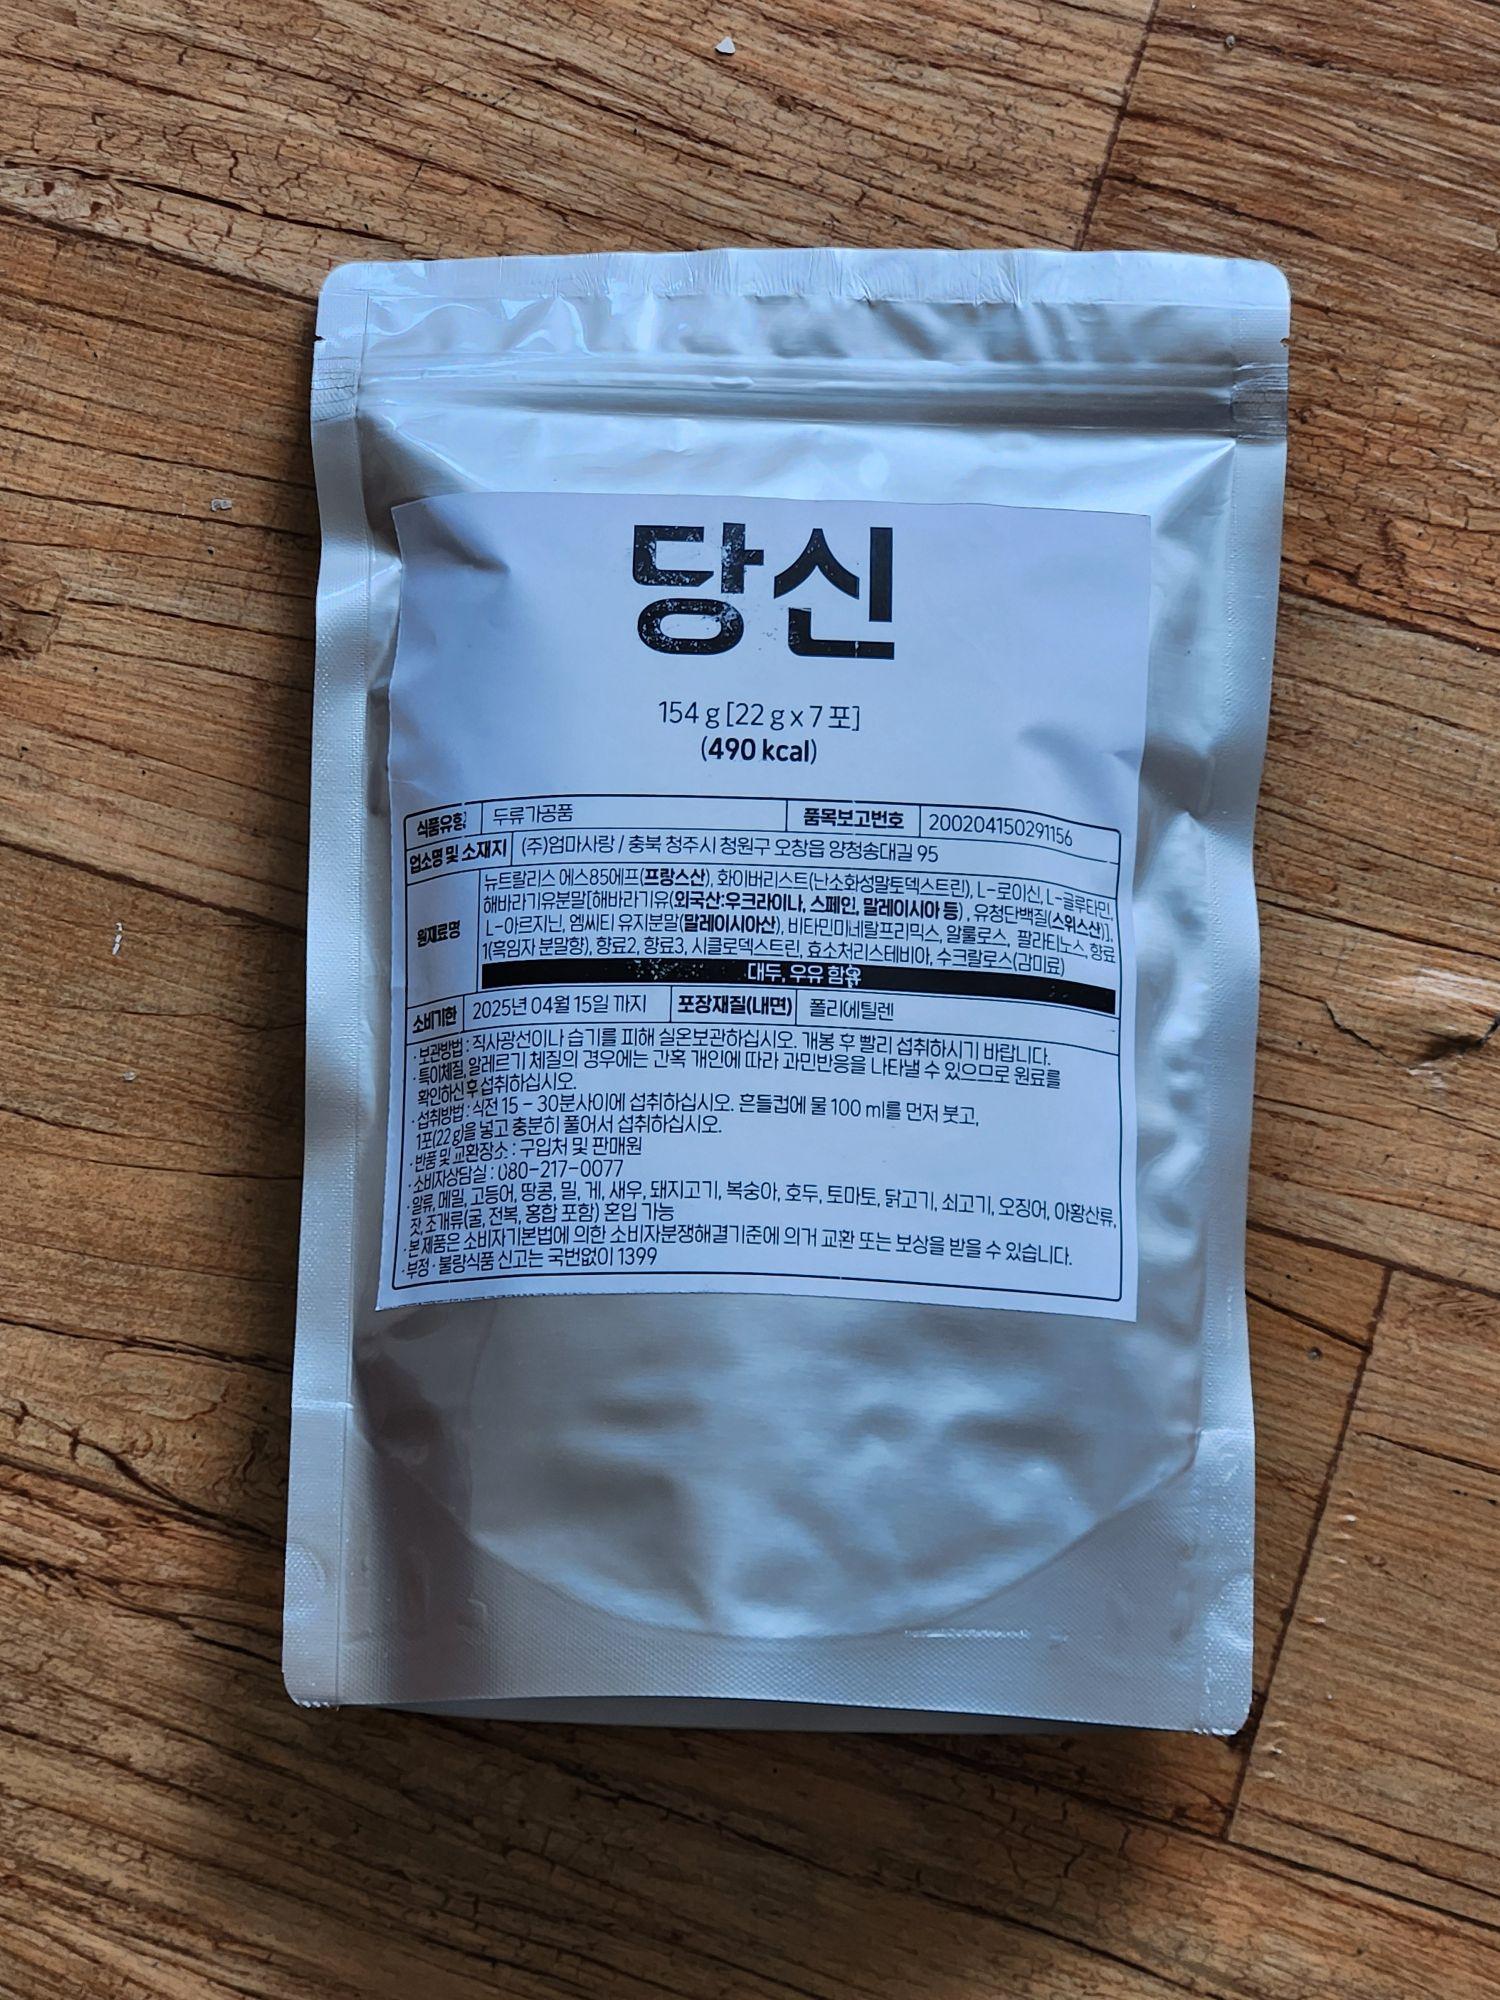 당신
154 g [22 g x 7 포]
(490 kcal)
식품유형 두류가공품 품목보고번호 200204150291156
업소명 및 소재지 (주)엄마사랑 / 충북 청주시 청원구 오창읍 양청송대길 95
원재료명
뉴트랄리스 에스85에프(프랑스산), 화이버리스트(난소화성말토덱스트린), L-로이신, L-글루타민,
해바라기유분말[해바라기유(외국산:우크라이나, 스페인, 말레이시아 등) , 유청단백질(스위스산)],
L-아르지닌, 엠씨티 유지분말(말레이시아산), 비타민미네랄프리믹스, 알룰로스, 팔라티노스, 향료
1(흑임자 분말향), 향료2, 향료3, 시클로덱스트린, 효소처리스테비아, 수크랄로스(감미료)
대두, 우유 함유
소비기한 2025년 04월 15일 까지 포장재질(내면) 폴리에틸렌
· 보관방법 : 직사광선이나 습기를 피해 실온보관하십시오. 개봉 후 빨리 섭취하시기 바랍니다.
· 특이체질, 알레르기 체질의 경우에는 간혹 개인에 따라 과민반응을 나타낼 수 있으므로 원료를
확인하신 후 섭취하십시오.
· 섭취방법 : 식전 15 - 30분사이에 섭취하십시오. 흔들컵에 물 100 ml를 먼저 붓고,
1포(22 g)을 넣고 충분히 풀어서 섭취하십시오.
· 반품 및 교환장소 : 구입처 및 판매원
· 소비자상담실 : 080-217-0077
· 알류, 메밀, 고등어, 땅콩, 밀, 게, 새우, 돼지고기, 복숭아, 호두, 토마토, 닭고기, 쇠고기, 오징어, 아황산류,
잣, 조개류(굴, 전복, 홍합 포함) 혼입 가능
· 본 제품은 소비자기본법에 의한 소비자분쟁해결기준에 의거 교환 또는 보상을 받을 수 있습니다.
· 부정 · 불량식품 신고는 국번없이 1399